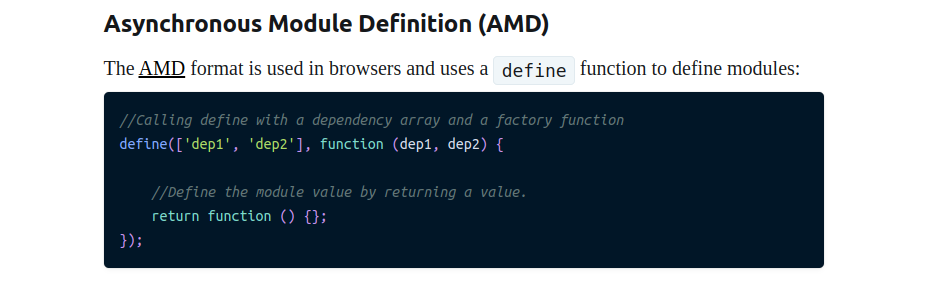 Asynchronous Module Definition (AMD)
The AMD format is used in browsers and uses a define function to define modules:
//Calling define with a dependency array and a factory function
define(['dep1', 'dep2'], function (dep1, dep2) {
    //Define the module value by returning a value.
    return function () {};
});